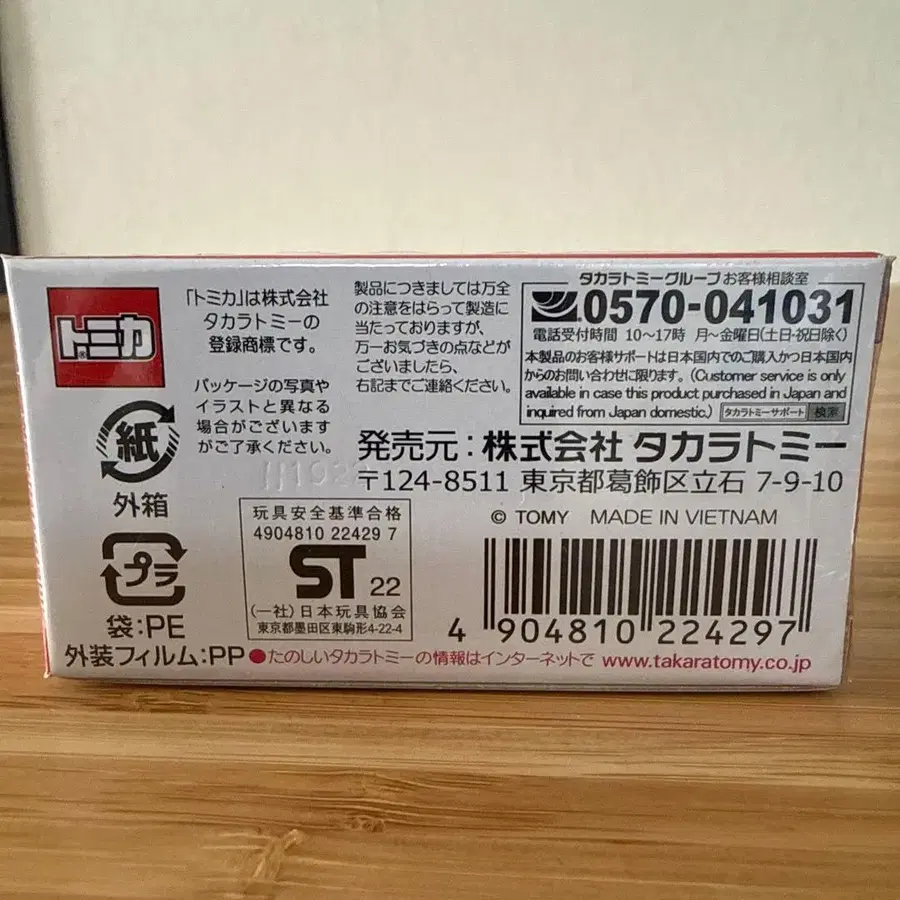 トミカ
「トミカ」は株式会社
タカラトミーの
登録商標です。
パッケージの写真や
イラストと異なる
場合がございます
がご了承ください。
製品につきましては万全
の注意をはらって製造に
当たっておりますが、
万一お気づきの点などが
ございましたら、
右記までご連絡ください。
タカラトミーグループ お客様相談室
0570-041031
電話受付時間 10〜17時 月〜金曜日(土日・祝日除く)
本製品のお客様サポートは日本国内でのご購入かつ日本国内
からのお問い合わせに限ります。(Customer service is only
available in case this product purchased in Japan and
inquired from Japan domestic.) タカラトミーサポート 検索
発売元:株式会社 タカラトミー
〒124-8511 東京都葛飾区立石 7-9-10
© TOMY MADE IN VIETNAM
紙
外箱
プラ
袋:PE
外装フィルム:PP
玩具安全基準合格
4904810 22429 7
ST 22
(一社)日本玩具協会
東京都墨田区東駒形4-22-4
4 904810 224297
●たのしいタカラトミーの情報はインターネットで www.takaratomy.co.jp